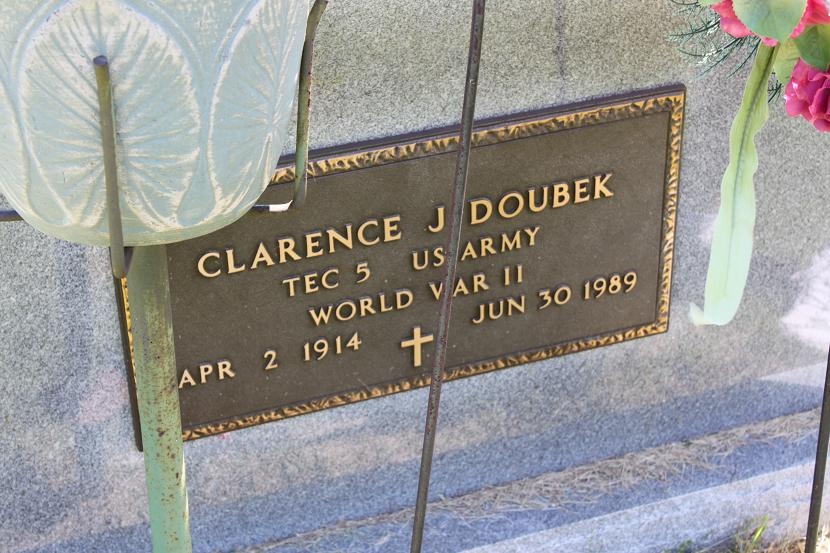 CLARENCE J DOUBEK
TEC 5 US ARMY
WORLD WAR II
APR 2 1914 JUN 30 1989